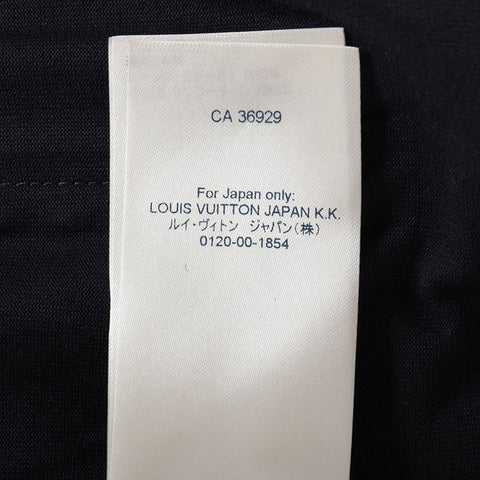 CA 36929
For Japan only:
LOUIS VUITTON JAPAN K.K.
ルイ・ヴィトン ジャパン(株)
0120-00-1854